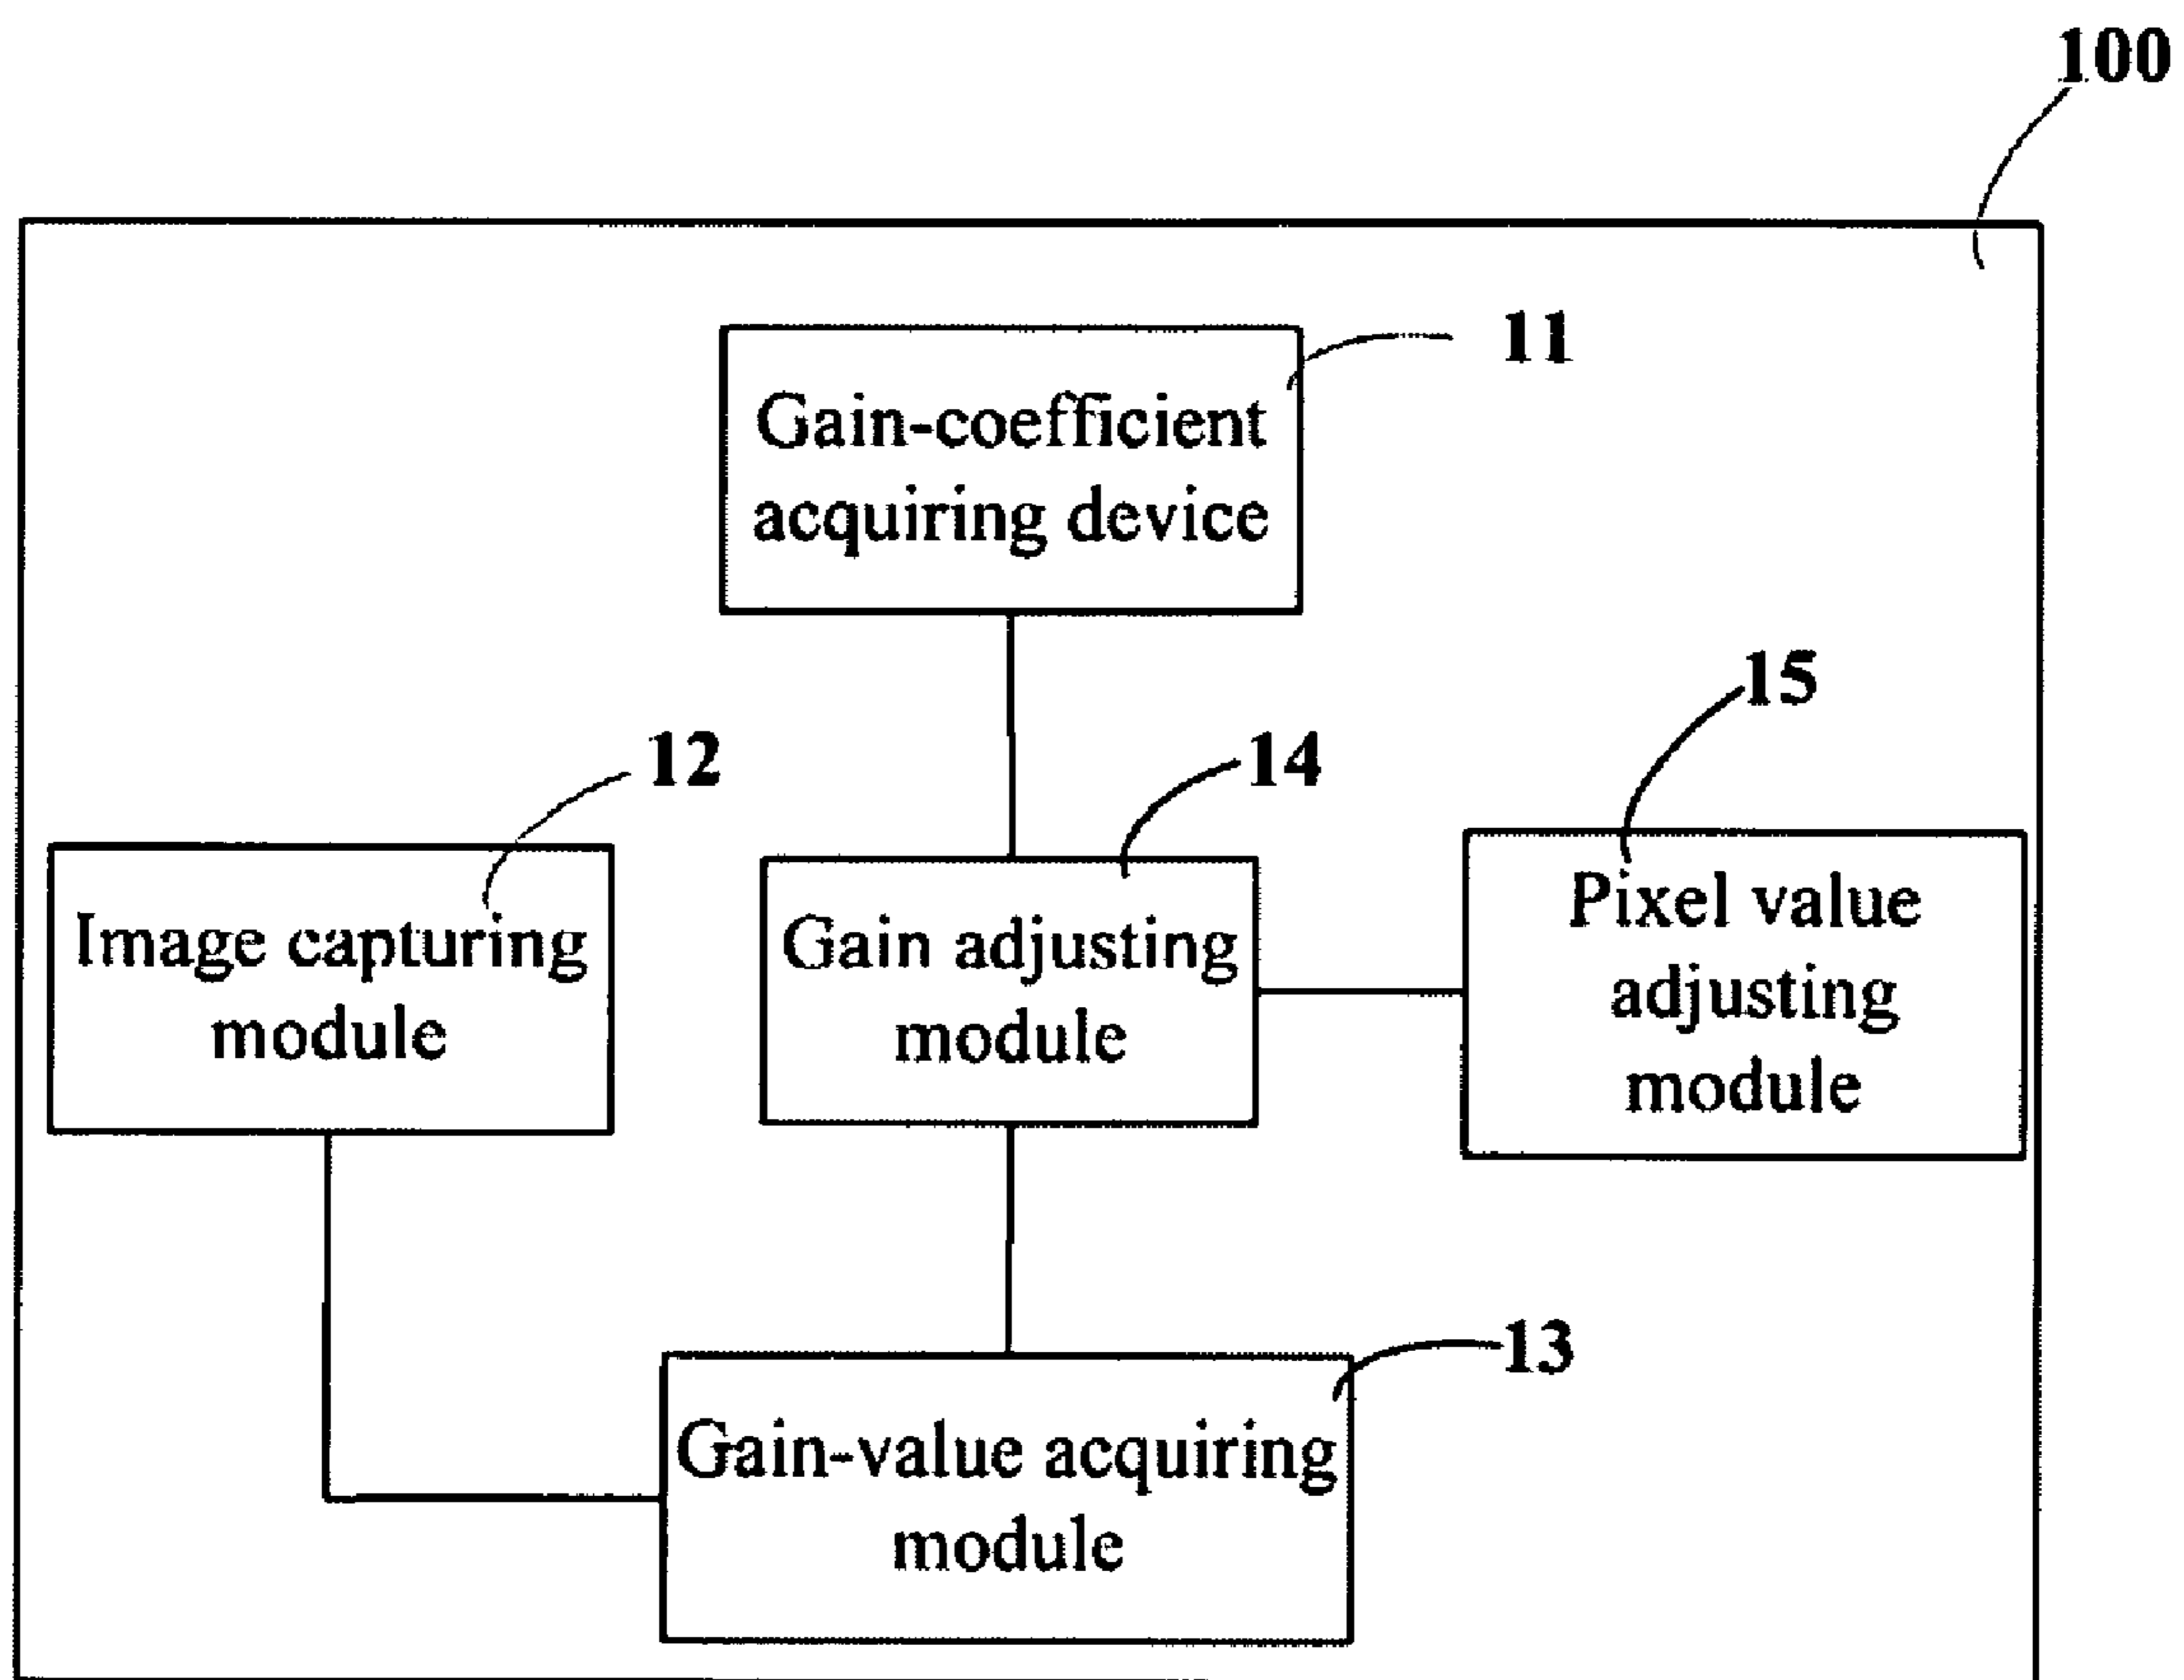 100
11
Gain-coefficient
acquiring device
15
12
14
Image capturing
module
Gain adjusting
module
Pixel value
adjusting
module
13
Gain-value acquiring
module